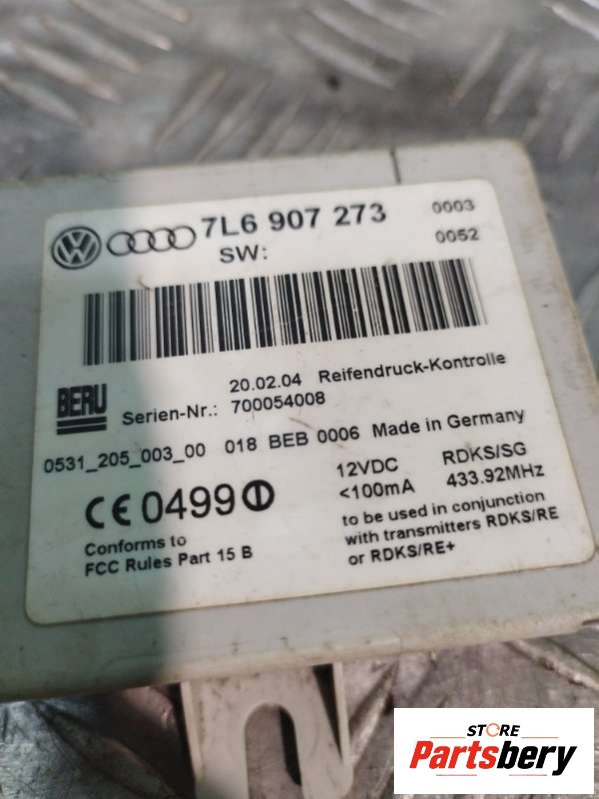 7L6 907 273 0003
SW: 0052
BERU
20.02.04 Reifendruck-Kontrolle
Serien-Nr.: 700054008
0531_205_003_00 018 BEB 0006 Made in Germany
12VDC RDKS/SG
<100mA 433.92MHz
CE0499
to be used in conjunction
with transmitters RDKS/RE
or RDKS/RE+
Conforms to
FCC Rules Part 15 B
STORE
Partsbery